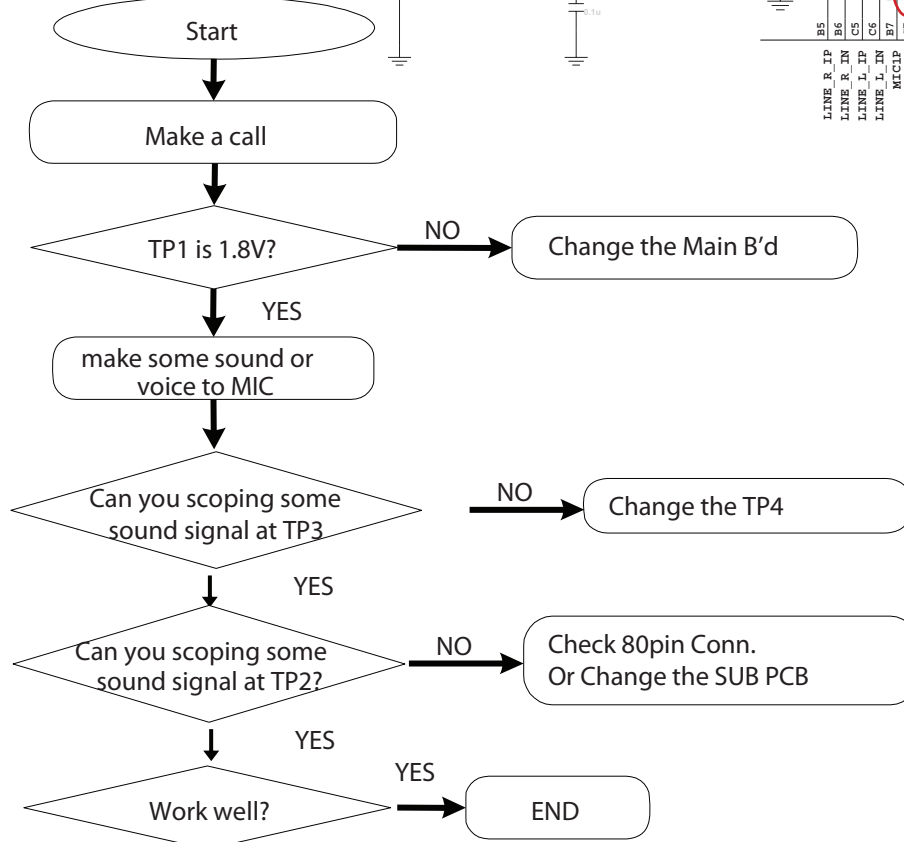 Start
0.1u
B5
B6
C5
C6
B7
LINE_R_IP
LINE_R_IN
LINE_L_IP
LINE_L_IN
MIC1P
Make a call
TP1 is 1.8V?
NO
Change the Main B’d
YES
make some sound or
voice to MIC
Can you scoping some
sound signal at TP3
NO
Change the TP4
YES
Can you scoping some
sound signal at TP2?
NO
Check 80pin Conn.
Or Change the SUB PCB
YES
Work well?
YES
END